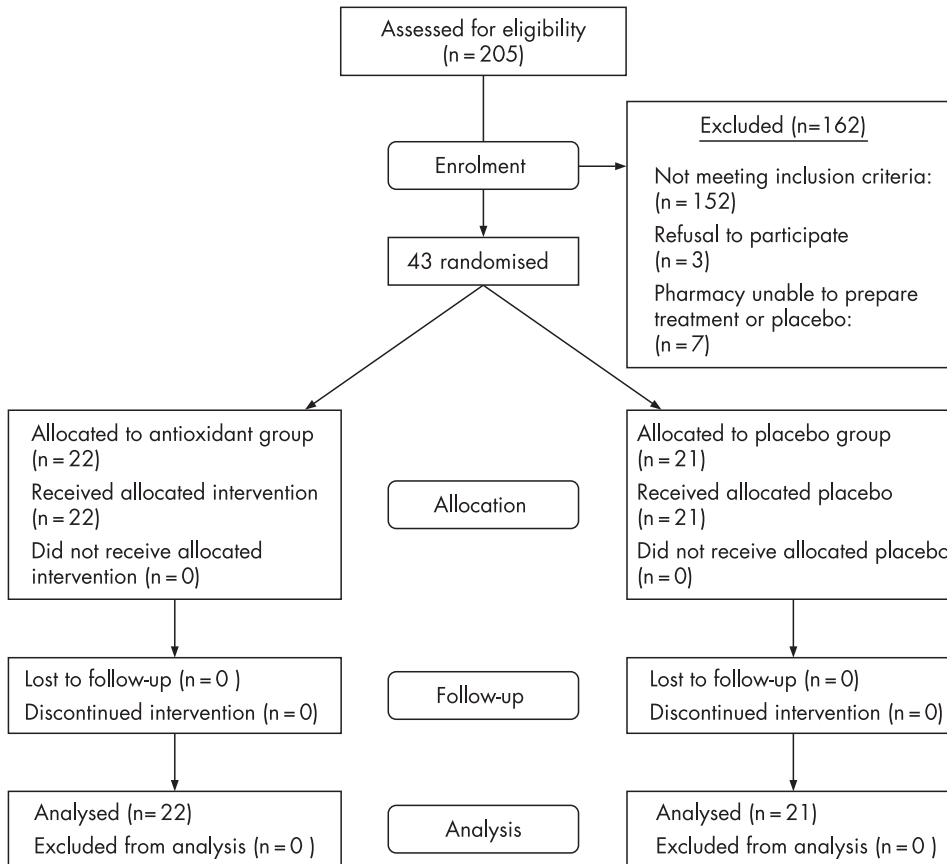 Assessed for eligibility
(n = 205)
Excluded (n=162)
Not meeting inclusion criteria:
(n = 152)
Refusal to participate
(n = 3)
Pharmacy unable to prepare
treatment or placebo:
(n = 7)
Enrolment
43 randomised
Allocated to antioxidant group
(n = 22)
Received allocated intervention
(n = 22)
Did not receive allocated
intervention (n = 0)
Allocation
Allocated to placebo group
(n = 21)
Received allocated placebo
(n = 21)
Did not receive allocated placebo
(n = 0)
Lost to follow-up (n = 0 )
Discontinued intervention (n = 0)
Follow-up
Lost to follow-up (n = 0)
Discontinued intervention (n = 0)
Analysed (n= 22)
Excluded from analysis (n = 0 )
Analysis
Analysed (n = 21)
Excluded from analysis (n = 0 )